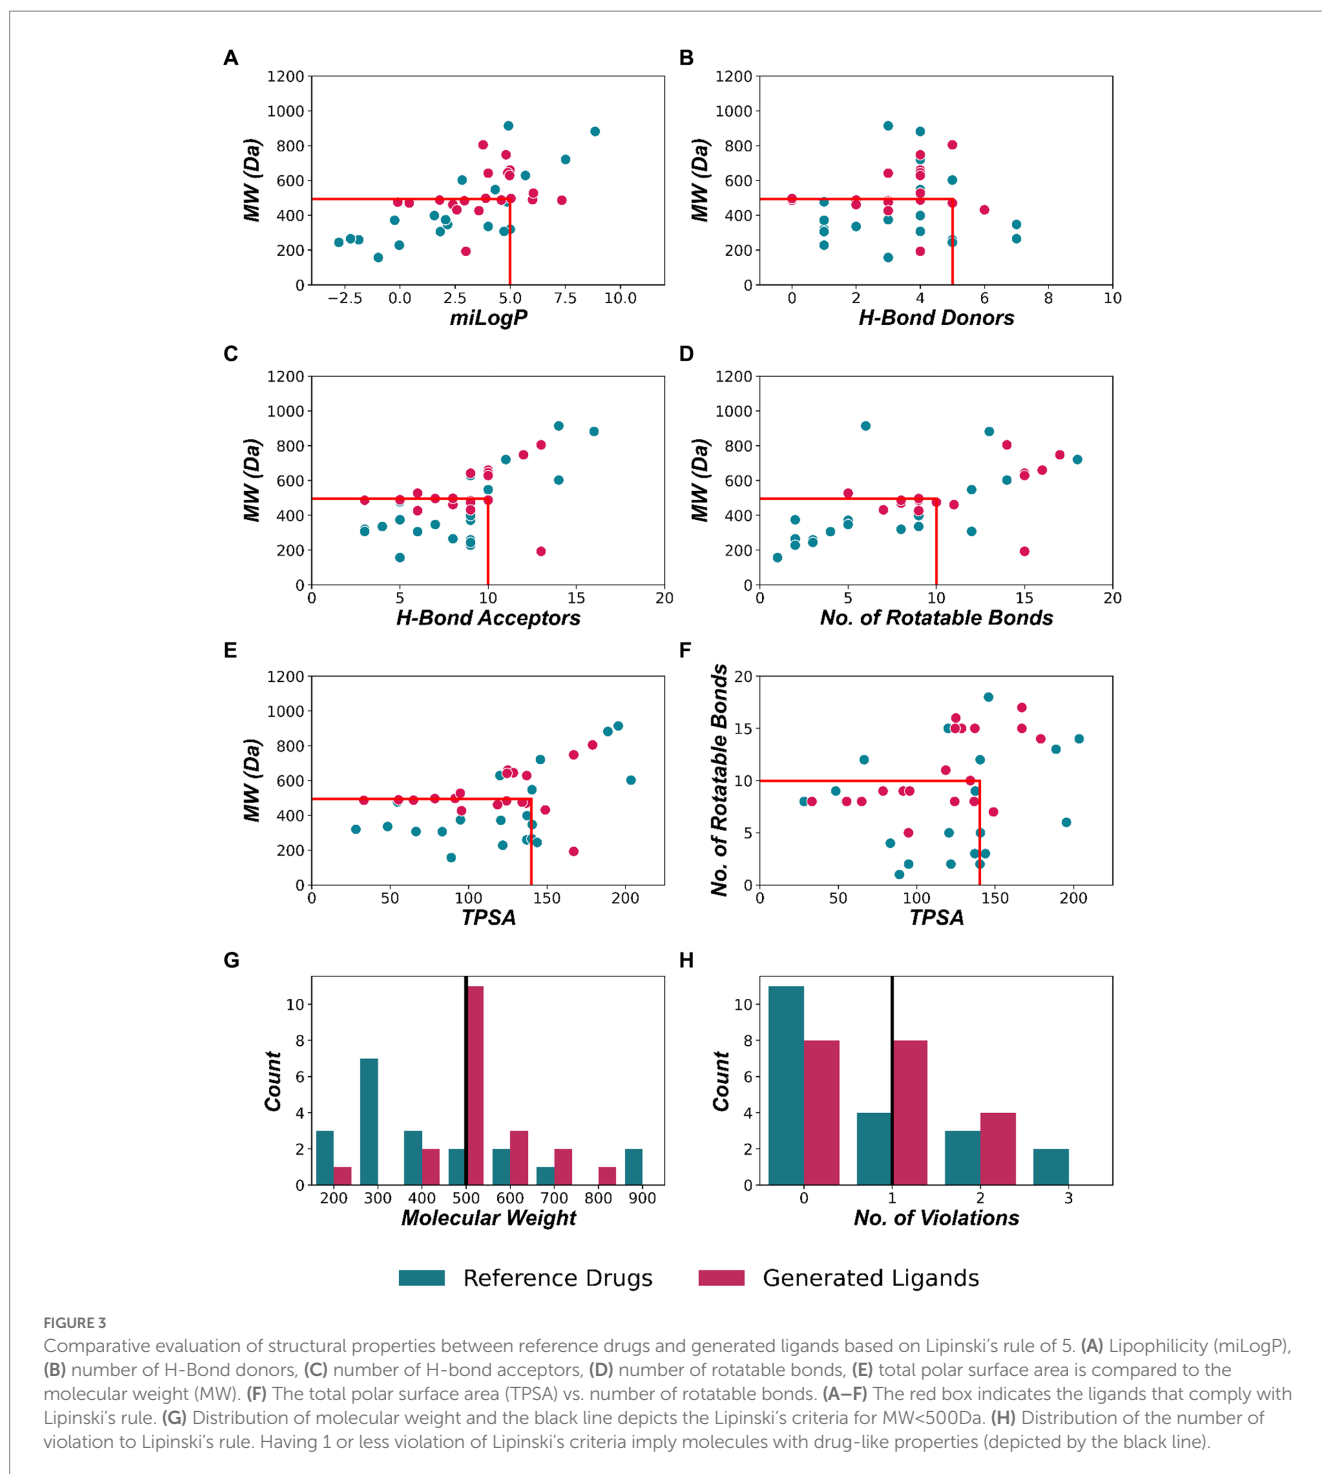 A
1200
1000
800
600
400
200
0
MW (Da)
−2.5 0.0 2.5 5.0 7.5 10.0
miLogP
B
1200
1000
800
600
400
200
0
MW (Da)
0 2 4 6 8 10
H-Bond Donors
C
1200
1000
800
600
400
200
0
MW (Da)
0 5 10 15 20
H-Bond Acceptors
D
1200
1000
800
600
400
200
0
MW (Da)
0 5 10 15 20
No. of Rotatable Bonds
E
1200
1000
800
600
400
200
0
MW (Da)
0 50 100 150 200
TPSA
F
20
15
10
5
0
No. of Rotatable Bonds
0 50 100 150 200
TPSA
G
10
8
6
4
2
0
Count
200 300 400 500 600 700 800 900
Molecular Weight
H
10
8
6
4
2
0
Count
0 1 2 3
No. of Violations
Reference Drugs Generated Ligands
FIGURE 3
Comparative evaluation of structural properties between reference drugs and generated ligands based on Lipinski's rule of 5. (A) Lipophilicity (miLogP),
(B) number of H-Bond donors, (C) number of H-bond acceptors, (D) number of rotatable bonds, (E) total polar surface area is compared to the
molecular weight (MW). (F) The total polar surface area (TPSA) vs. number of rotatable bonds. (A–F) The red box indicates the ligands that comply with
Lipinski's rule. (G) Distribution of molecular weight and the black line depicts the Lipinski's criteria for MW<500Da. (H) Distribution of the number of
violation to Lipinski's rule. Having 1 or less violation of Lipinski's criteria imply molecules with drug-like properties (depicted by the black line).